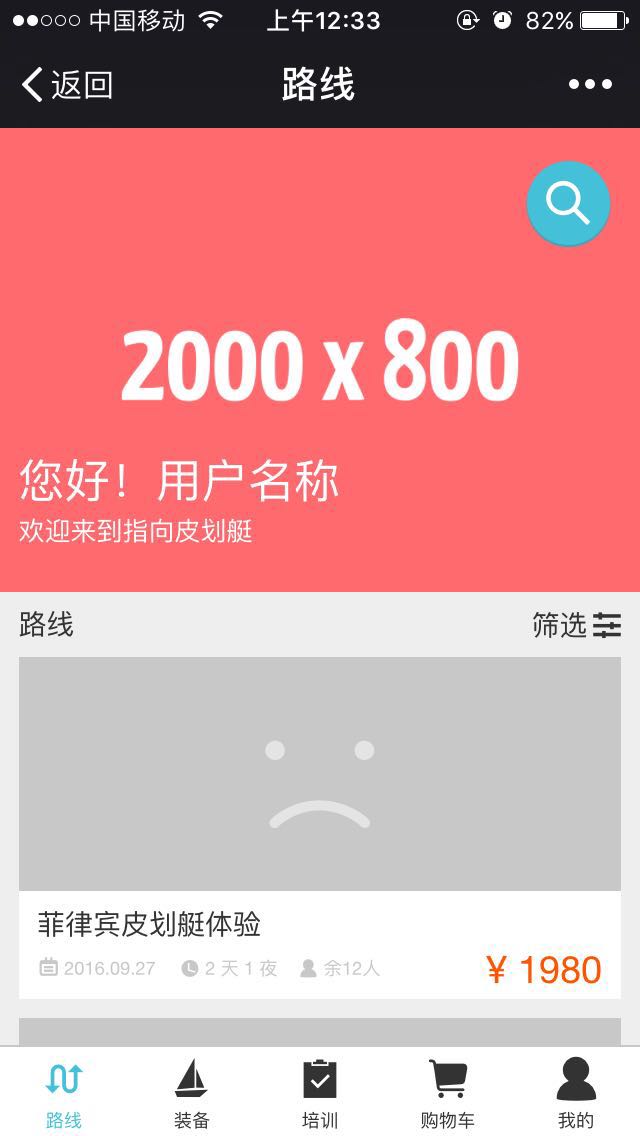 中国移动 上午12:33 82%
返回 路线
2000 x 800
您好！用户名称
欢迎来到指向皮划艇
路线 筛选
菲律宾皮划艇体验
2016.09.27 2 天 1 夜 余12人 ¥ 1980
路线 装备 培训 购物车 我的